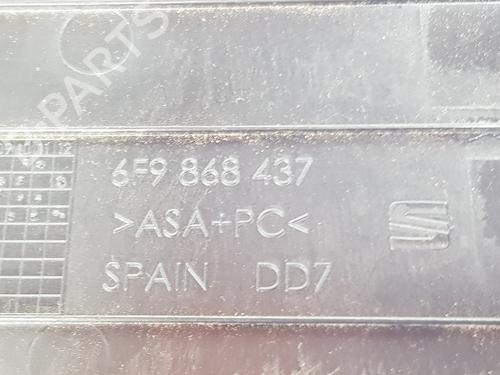 6F9 868 437
>ASA+PC<
SPAIN DD7